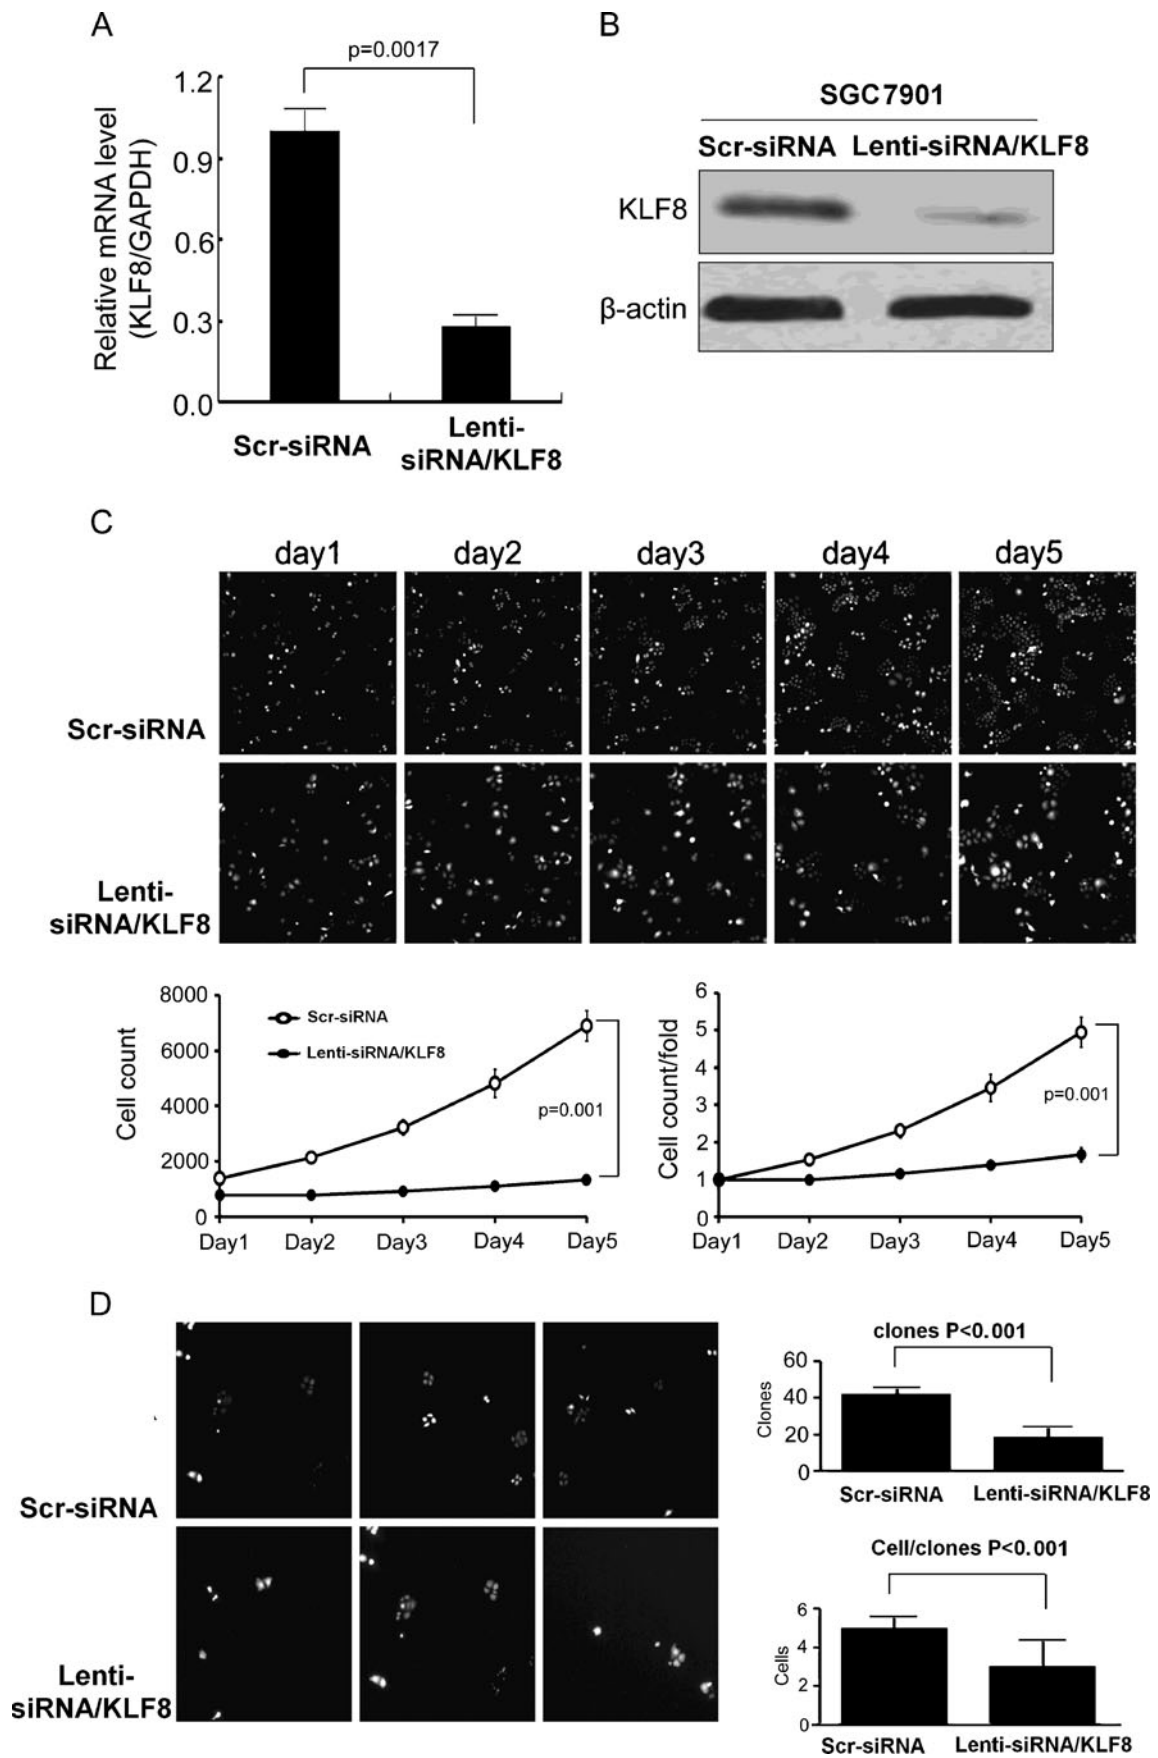 A
p=0.0017
1.2
0.9
0.6
0.3
0.0
Relative mRNA level
(KLF8/GAPDH)
Scr-siRNA
Lenti-
siRNA/KLF8
B
SGC7901
Scr-siRNA Lenti-siRNA/KLF8
KLF8
β-actin
C
day1 day2 day3 day4 day5
Scr-siRNA
Lenti-
siRNA/KLF8
8000
6000
4000
2000
0
Cell count
Scr-siRNA
Lenti-siRNA/KLF8
p=0.001
Day1 Day2 Day3 Day4 Day5
6
5
4
3
2
1
0
Cell count/fold
p=0.001
Day1 Day2 Day3 Day4 Day5
D
Scr-siRNA
Lenti-
siRNA/KLF8
clones P<0.001
60
40
20
0
Clones
Scr-siRNA Lenti-siRNA/KLF8
Cell/clones P<0.001
6
4
2
0
Cells
Scr-siRNA Lenti-siRNA/KLF8